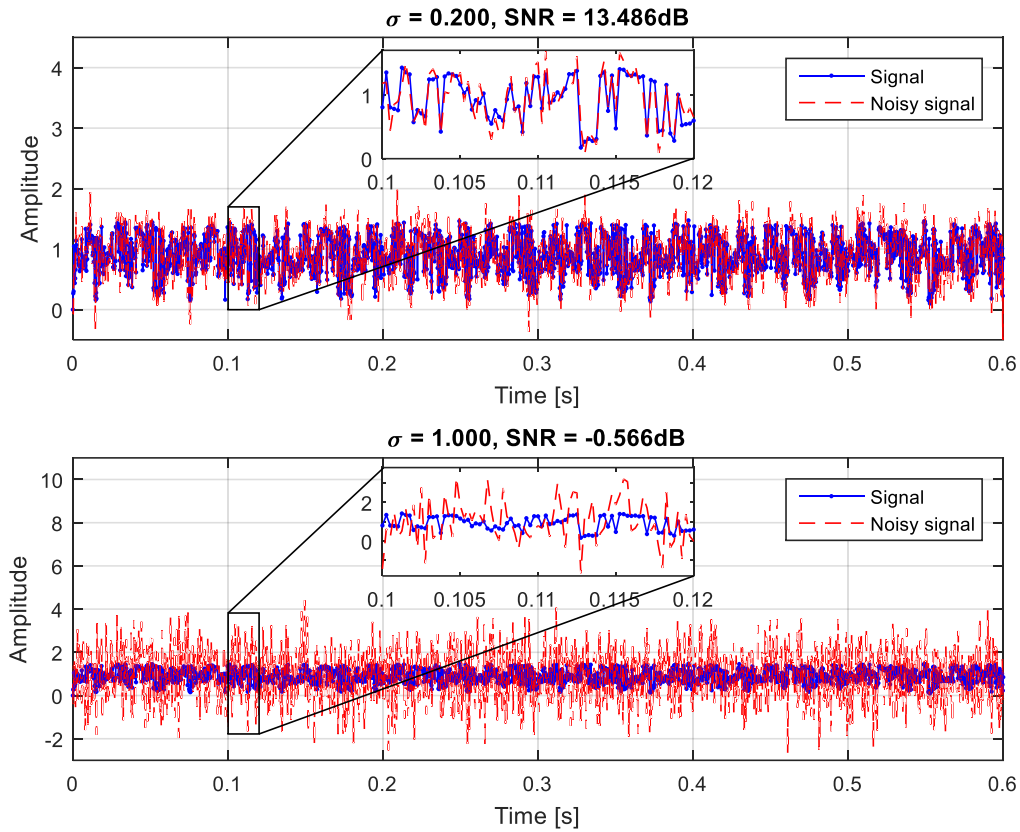 σ = 0.200, SNR = 13.486dB
Amplitude
4
3
2
1
0
1
0
0.1 0.105 0.11 0.115 0.12
Signal
Noisy signal
0 0.1 0.2 0.3 0.4 0.5 0.6
Time [s]
σ = 1.000, SNR = -0.566dB
Amplitude
10
8
6
4
2
0
-2
2
0
0.1 0.105 0.11 0.115 0.12
Signal
Noisy signal
0 0.1 0.2 0.3 0.4 0.5 0.6
Time [s]